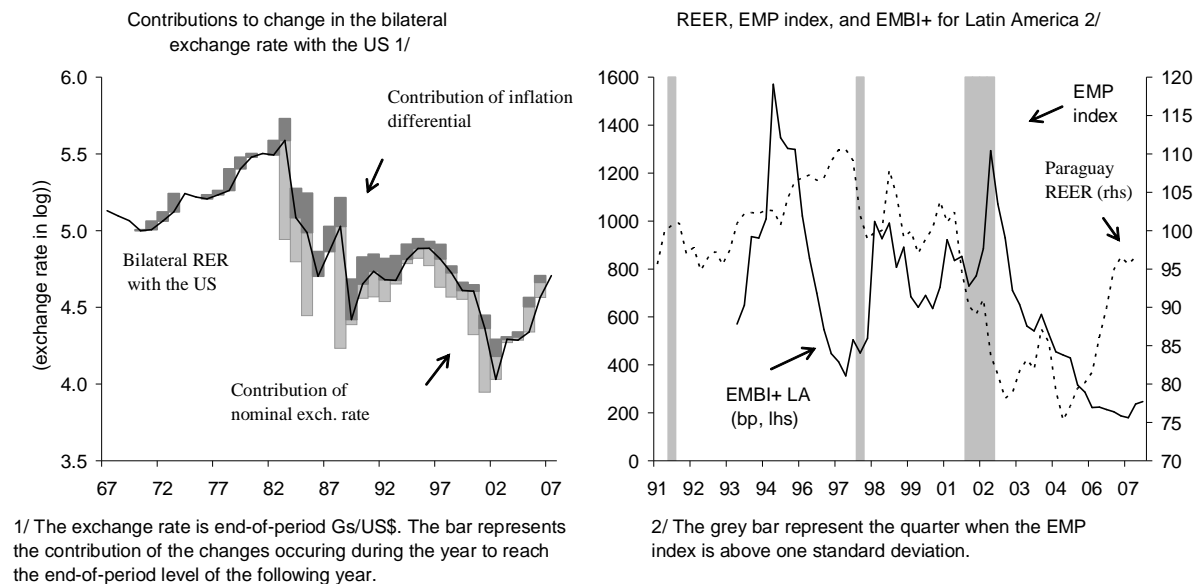 Contributions to change in the bilateral
exchange rate with the US 1/
6.0
5.5
5.0
4.5
4.0
3.5
(exchange rate in log))
67 72 77 82 87 92 97 02 07
Contribution of inflation
differential
Bilateral RER
with the US
Contribution of
nominal exch. rate
1/ The exchange rate is end-of-period Gs/US$. The bar represents
the contribution of the changes occuring during the year to reach
the end-of-period level of the following year.
REER, EMP index, and EMBI+ for Latin America 2/
1600
1400
1200
1000
800
600
400
200
0
120
115
110
105
100
95
90
85
80
75
70
91 92 93 94 96 97 98 99 01 02 03 04 06 07
EMP
index
Paraguay
REER (rhs)
EMBI+ LA
(bp, lhs)
2/ The grey bar represent the quarter when the EMP
index is above one standard deviation.